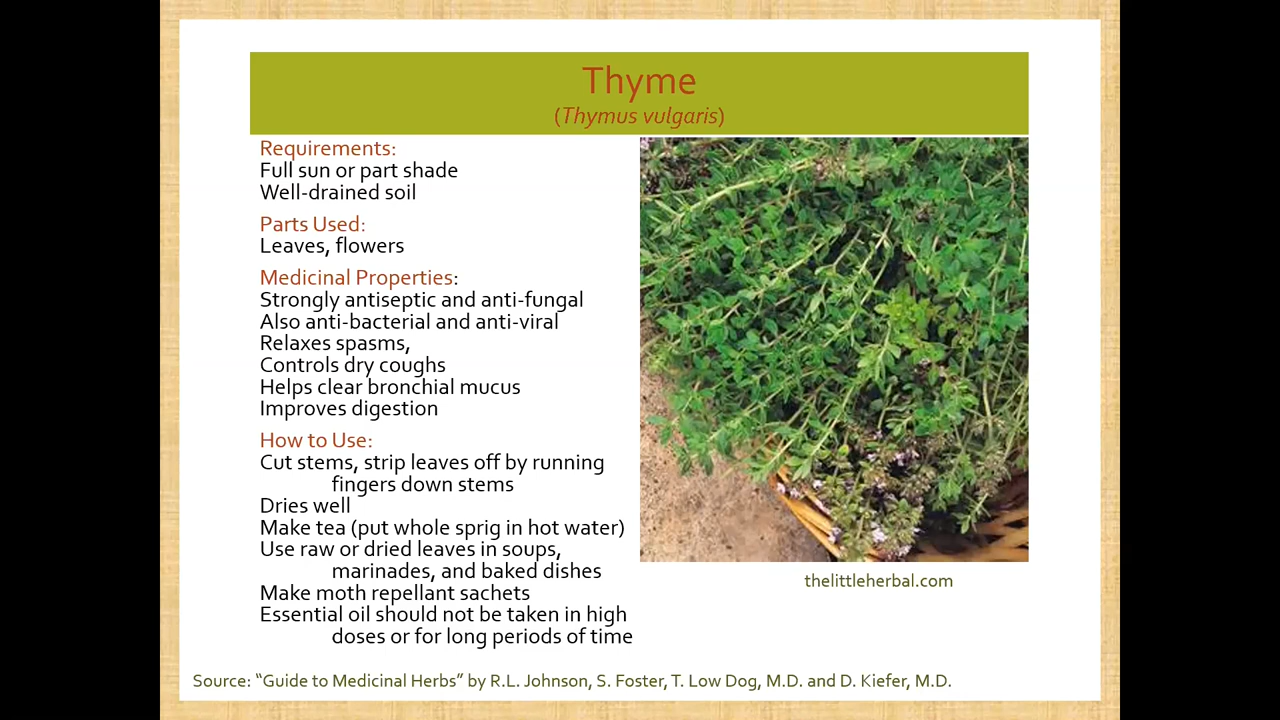 Thyme
(Thymus vulgaris)
Requirements:
Full sun or part shade
Well-drained soil
Parts Used:
Leaves, flowers
Medicinal Properties:
Strongly antiseptic and anti-fungal
Also anti-bacterial and anti-viral
Relaxes spasms,
Controls dry coughs
Helps clear bronchial mucus
Improves digestion
How to Use:
Cut stems, strip leaves off by running
fingers down stems
Dries well
Make tea (put whole sprig in hot water)
Use raw or dried leaves in soups,
marinades, and baked dishes
Make moth repellant sachets
Essential oil should not be taken in high
doses or for long periods of time
thelittleherbal.com
Source: “Guide to Medicinal Herbs” by R.L. Johnson, S. Foster, T. Low Dog, M.D. and D. Kiefer, M.D.